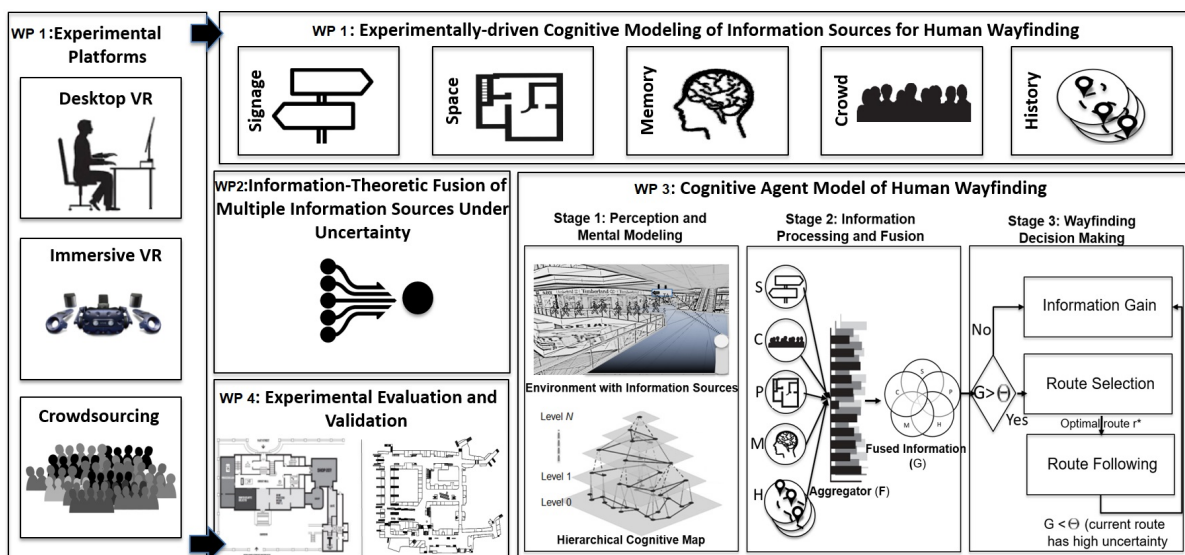 WP 1:Experimental
Platforms
Desktop VR
Immersive VR
Crowdsourcing
WP 1: Experimentally-driven Cognitive Modeling of Information Sources for Human Wayfinding
Signage
Space
Memory
Crowd
History
WP2:Information-Theoretic Fusion of
Multiple Information Sources Under
Uncertainty
WP 4: Experimental Evaluation and
Validation
WP 3: Cognitive Agent Model of Human Wayfinding
Stage 1: Perception and
Mental Modeling
Environment with Information Sources
Level N
Level 1
Level 0
Hierarchical Cognitive Map
Stage 2: Information
Processing and Fusion
S
C
P
M
H
Aggregator (F)
S
C
P
M
H
Fused Information
(G)
Stage 3: Wayfinding
Decision Making
G> Θ
No
Yes
Information Gain
Route Selection
Optimal route r*
Route Following
G < Θ (current route
has high uncertainty